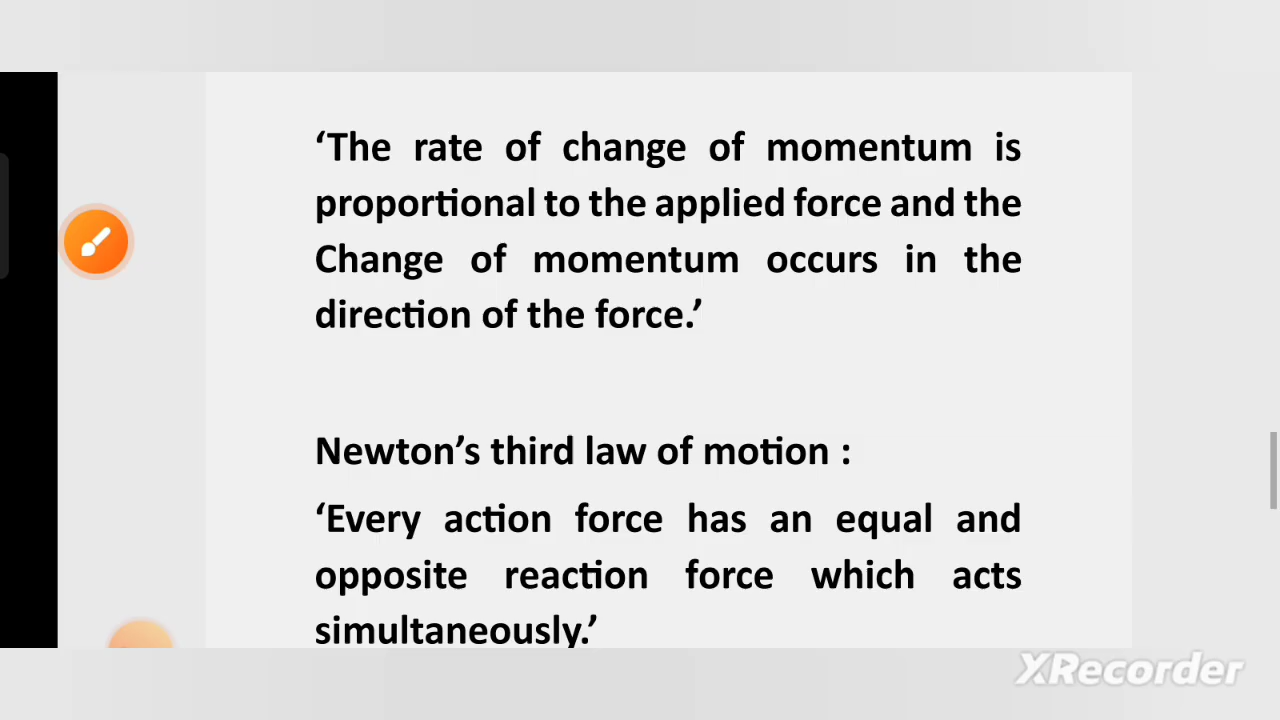 ‘The rate of change of momentum is
proportional to the applied force and the
Change of momentum occurs in the
direction of the force.’
Newton’s third law of motion :
‘Every action force has an equal and
opposite reaction force which acts
simultaneously.’
XRecorder